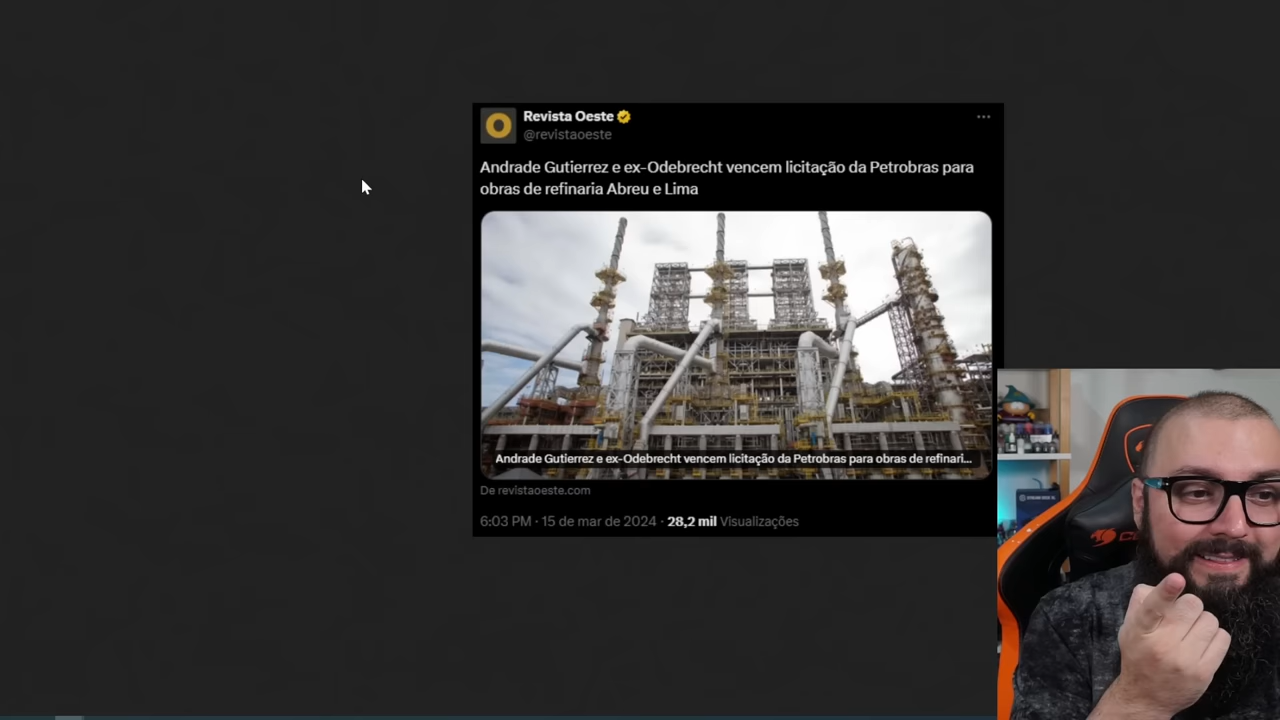 Revista Oeste
@revistaoeste
Andrade Gutierrez e ex-Odebrecht vencem licitação da Petrobras para
obras de refinaria Abreu e Lima
Andrade Gutierrez e ex-Odebrecht vencem licitação da Petrobras para obras de refinari...
De revistaoeste.com
6:03 PM · 15 de mar de 2024 · 28,2 mil Visualizações